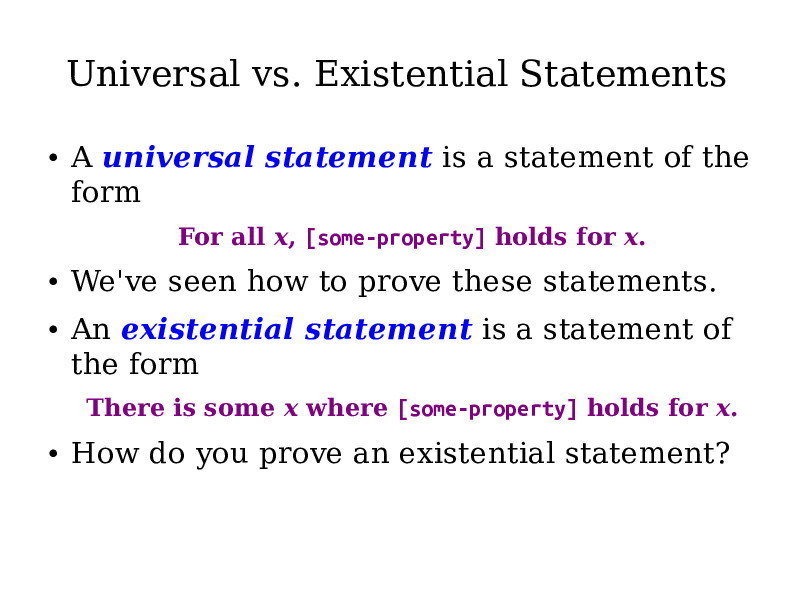 Universal vs. Existential Statements
• A universal statement is a statement of the
form
For all x, [some-property] holds for x.
• We've seen how to prove these statements.
• An existential statement is a statement of
the form
There is some x where [some-property] holds for x.
• How do you prove an existential statement?